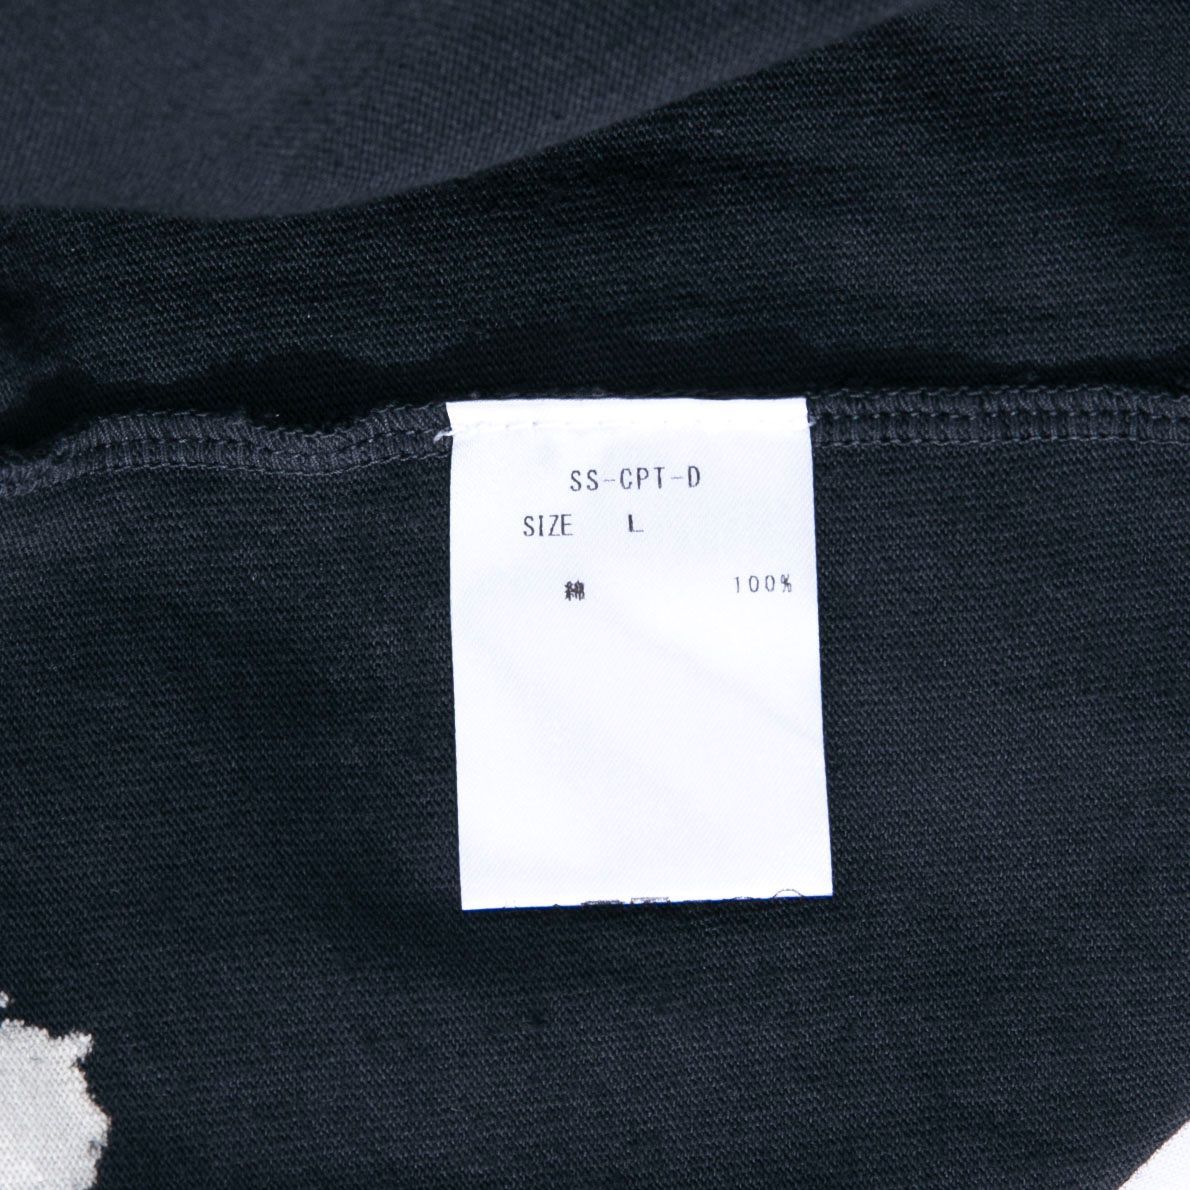 SS-CPT-D
SIZE L
綿 100%